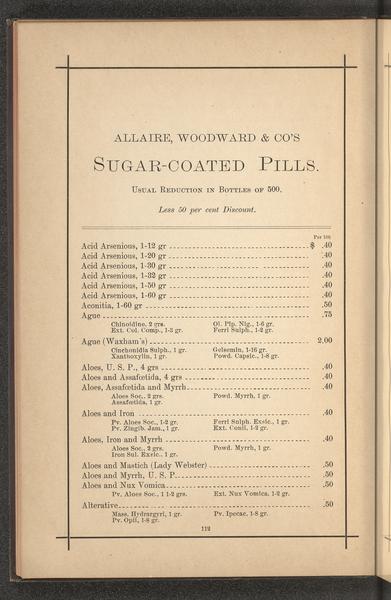 ALLAIRE, WOODWARD & CO'S
SUGAR-COATED PILLS.
USUAL REDUCTION IN BOTTLES OF 500.
Less 50 per cent Discount.
Per 100
Acid Arsenious, 1-12 gr $ .40
Acid Arsenious, 1-20 gr .40
Acid Arsenious, 1-30 gr .40
Acid Arsenious, 1-32 gr .40
Acid Arsenious, 1-50 gr .40
Acid Arsenious, 1-60 gr .40
Aconitia, 1-60 gr .50
Ague .75
Chinoidine, 2 grs. Ol. Pip. Nig., 1-6 gr.
Ext. Col. Comp., 1-3 gr. Ferri Sulph., 1-2 gr.
Ague (Waxham's) 2.00
Cinchonidia Sulph., 1 gr. Gelsemin, 1-16 gr.
Xanthoxylin, 1 gr. Powd. Capsic., 1-8 gr.
Aloes, U. S. P., 4 grs .40
Aloes and Assafœtida, 4 grs .40
Aloes, Assafœtida and Myrrh .40
Aloes Soc., 2 grs. Powd. Myrrh, 1 gr.
Assafœtida, 1 gr.
Aloes and Iron .40
Pv. Aloes Soc., 1-2 gr. Ferri Sulph. Exsic., 1 gr.
Pv. Zingib. Jam., 1 gr. Ext. Conii, 1-2 gr.
Aloes, Iron and Myrrh .40
Aloes Soc., 2 grs. Powd. Myrrh, 1 gr.
Iron Sul. Exsic., 1 gr.
Aloes and Mastich (Lady Webster) .50
Aloes and Myrrh, U. S. P. .50
Aloes and Nux Vomica .50
Pv. Aloes Soc., 1 1-2 grs. Ext. Nux Vomica, 1-2 gr.
Alterative .50
Mass. Hydrargyri, 1 gr. Pv. Ipecac, 1-8 gr.
Pv. Opii, 1-8 gr.
112